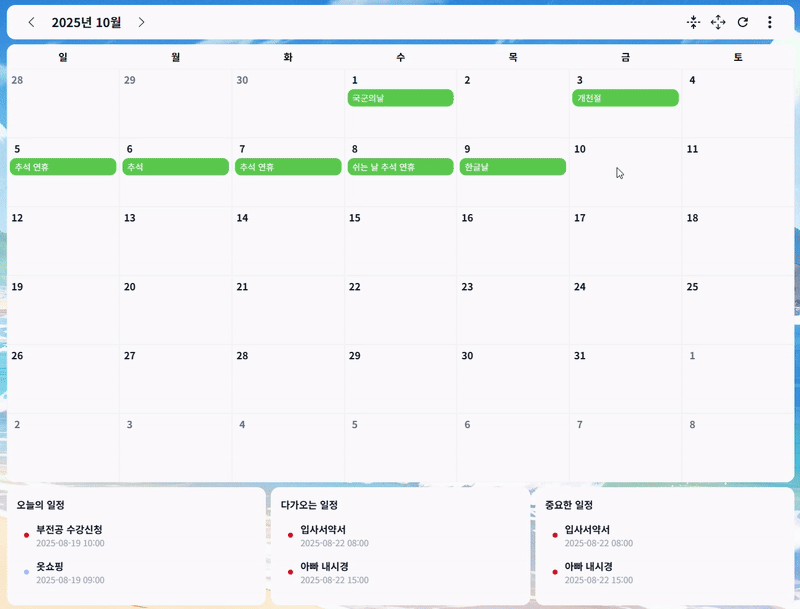 2025년 10월
일 월 화 수 목 금 토
28 29 30 1 2 3 4
국군의날 개천절
5 6 7 8 9 10 11
추석 연휴 추석 추석 연휴 쉬는 날 추석 연휴 한글날
12 13 14 15 16 17 18
19 20 21 22 23 24 25
26 27 28 29 30 31 1
2 3 4 5 6 7 8
오늘의 일정
부전공 수강신청
2025-08-19 10:00
옷쇼핑
2025-08-19 09:00
다가오는 일정
입사서약서
2025-08-22 08:00
아빠 내시경
2025-08-22 15:00
중요한 일정
입사서약서
2025-08-22 08:00
아빠 내시경
2025-08-22 15:00